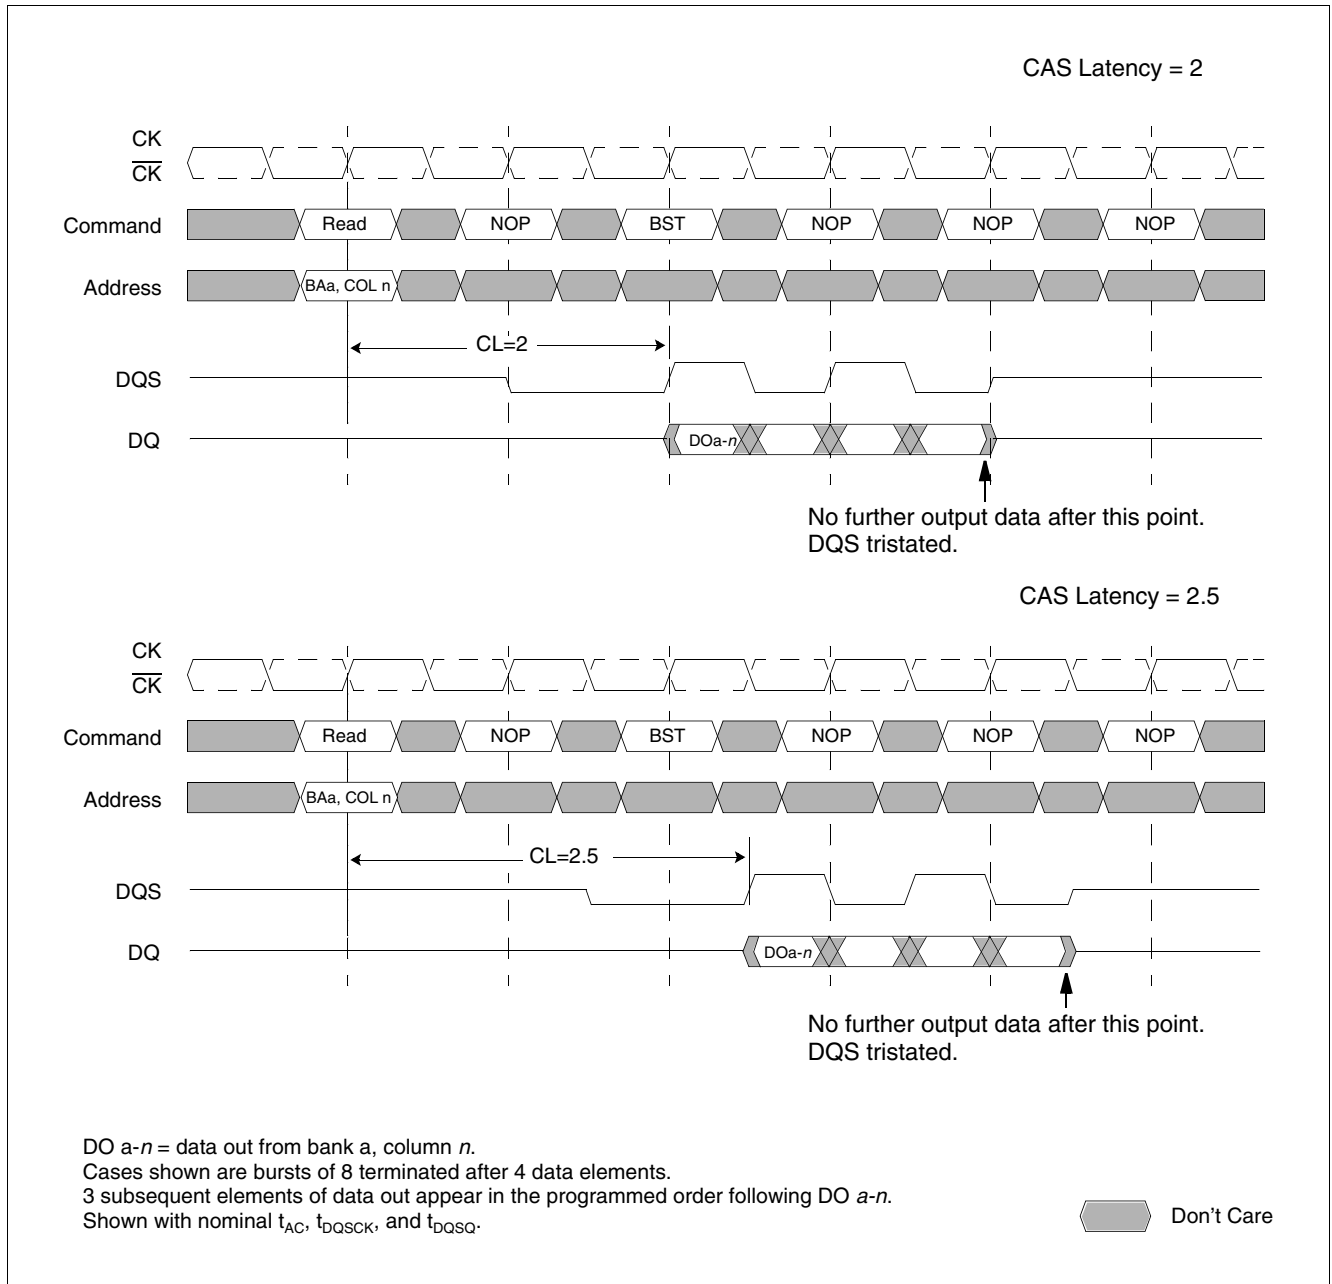 CAS Latency = 2
CK
CK
Command Read NOP BST NOP NOP NOP
Address BAa, COL n
CL=2
DQS
DQ DOa-n
No further output data after this point.
DQS tristated.
CAS Latency = 2.5
CK
CK
Command Read NOP BST NOP NOP NOP
Address BAa, COL n
CL=2.5
DQS
DQ DOa-n
No further output data after this point.
DQS tristated.
DO a-n = data out from bank a, column n.
Cases shown are bursts of 8 terminated after 4 data elements.
3 subsequent elements of data out appear in the programmed order following DO a-n.
Shown with nominal tAC, tDQSCK, and tDQSQ.
Don't Care